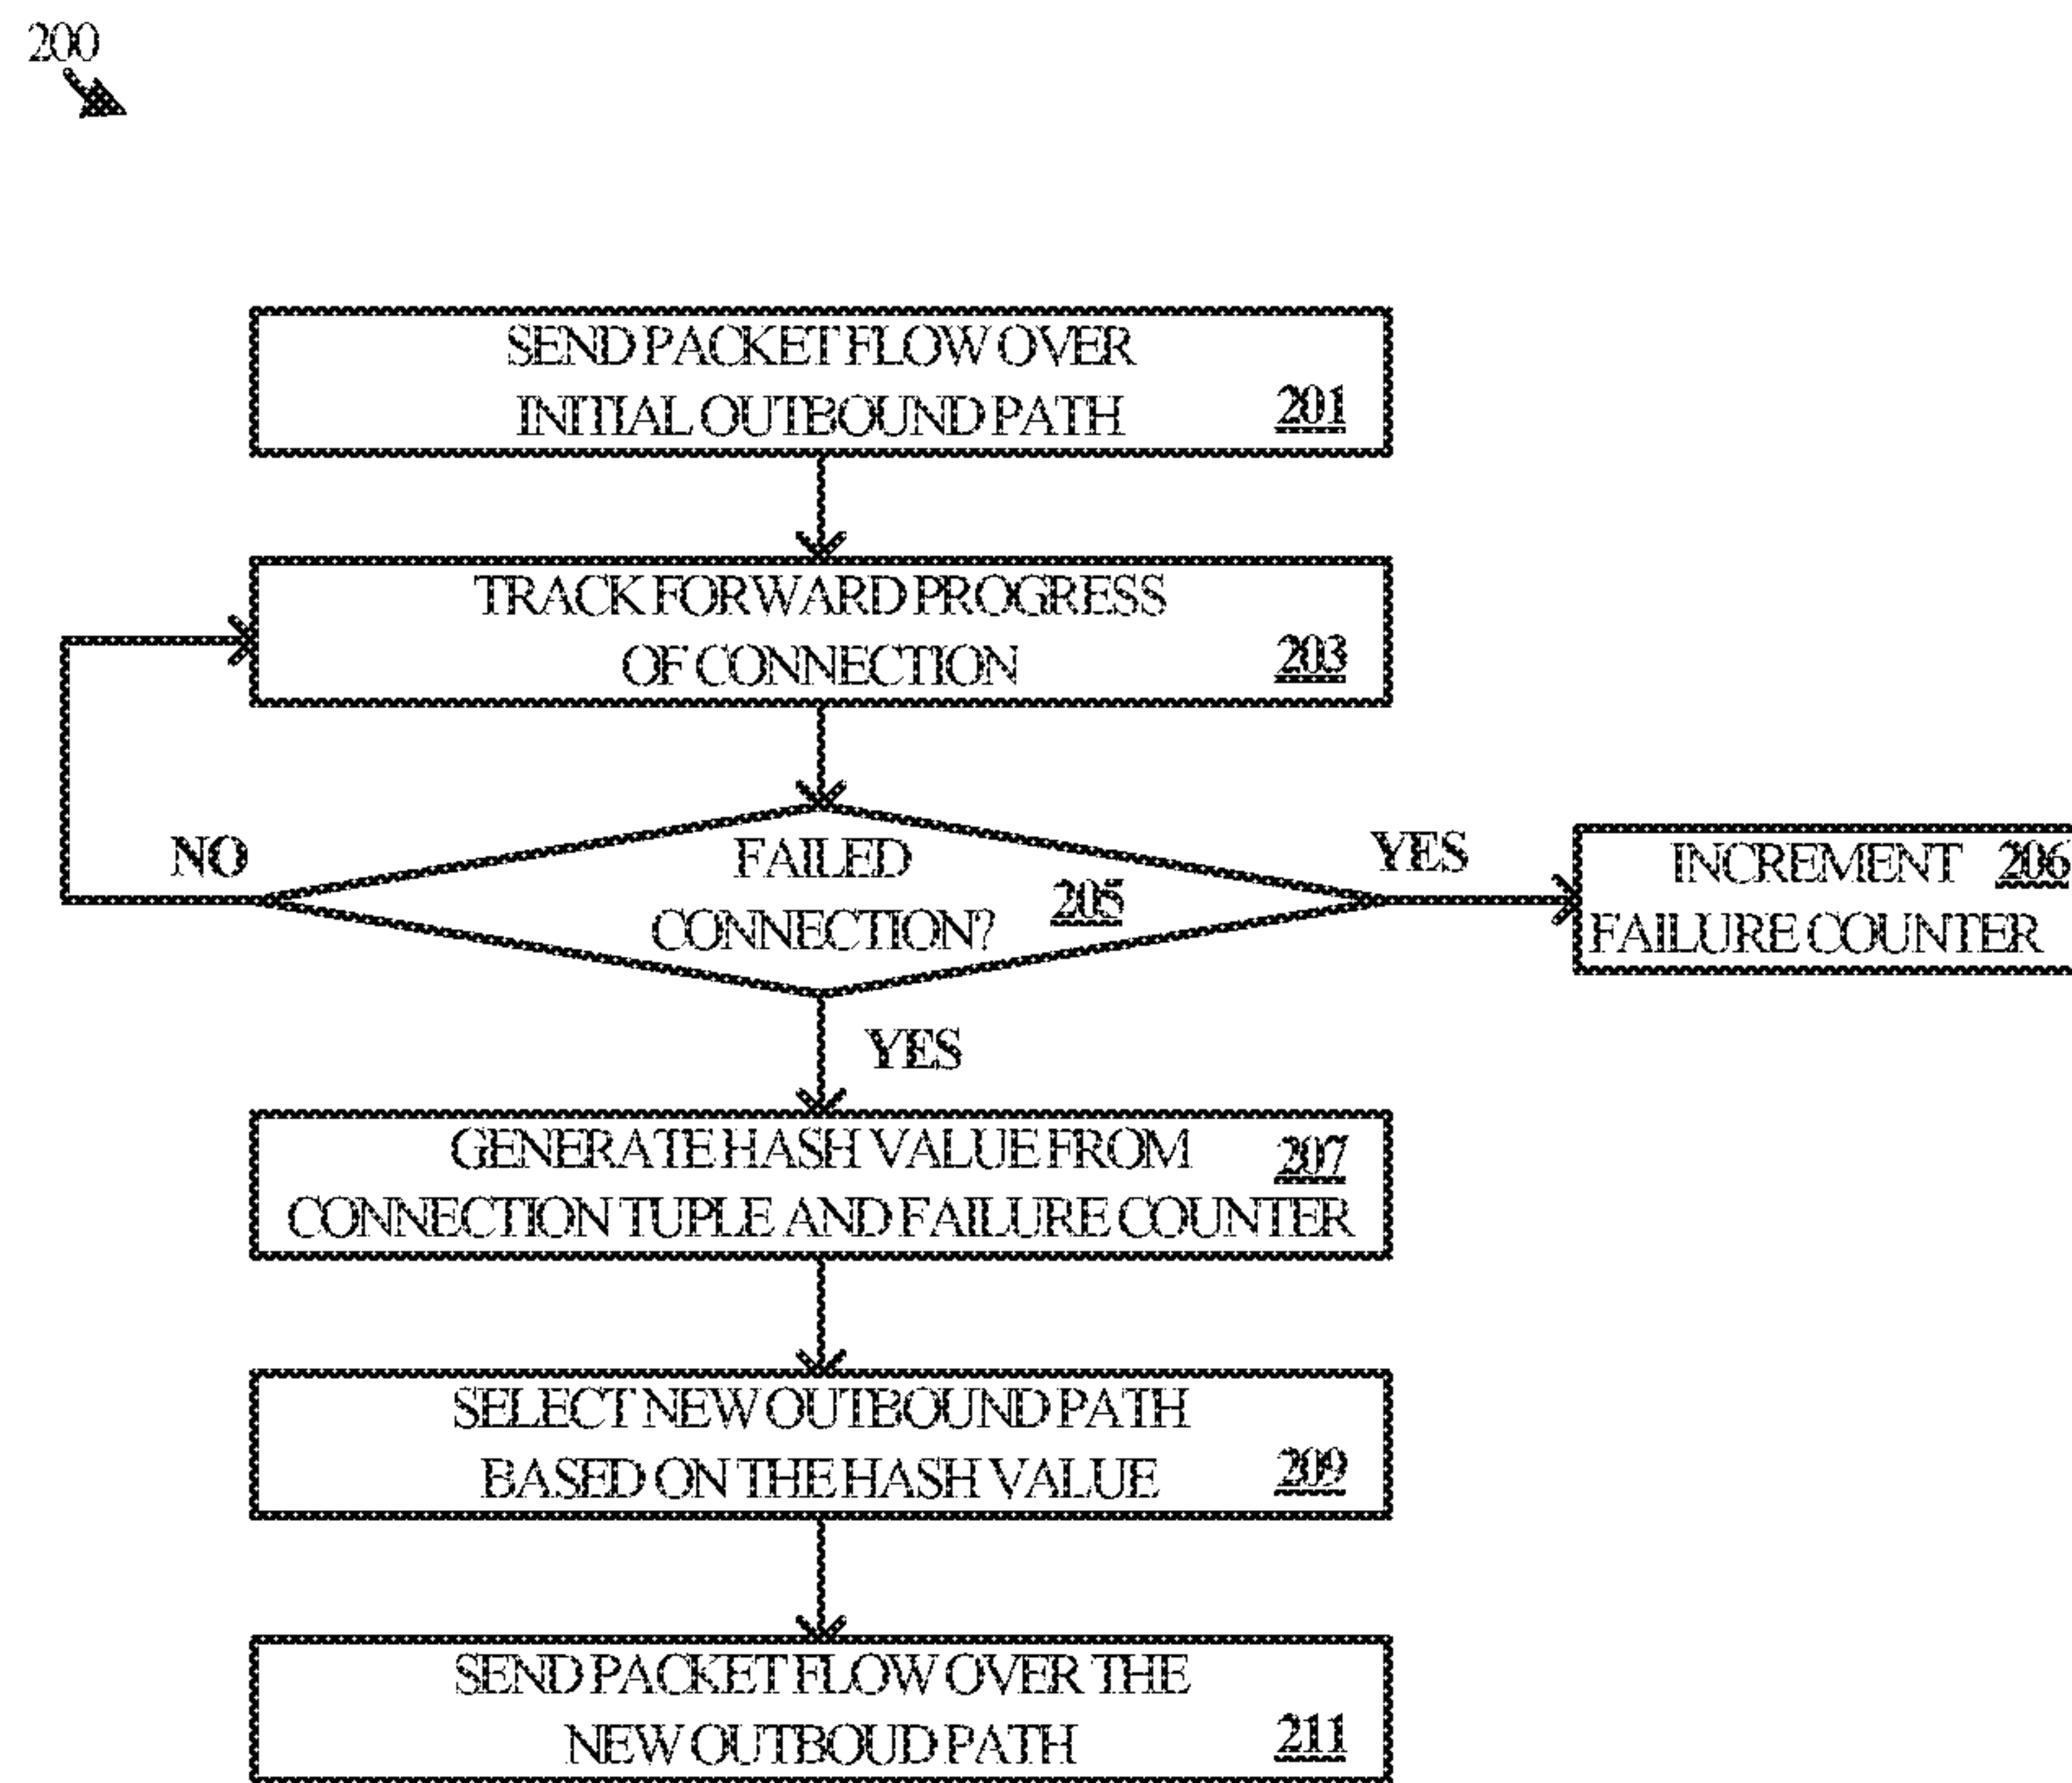 200
SEND PACKET FLOW OVER
INITIAL OUTBOUND PATH 201
TRACK FORWARD PROGRESS
OF CONNECTION 203
NO
FAILED
CONNECTION? 205
YES
INCREMENT 206
FAILURE COUNTER
YES
GENERATE HASH VALUE FROM 207
CONNECTION TUPLE AND FAILURE COUNTER
SELECT NEW OUTBOUND PATH
BASED ON THE HASH VALUE 209
SEND PACKET FLOW OVER THE
NEW OUTBOUD PATH 211